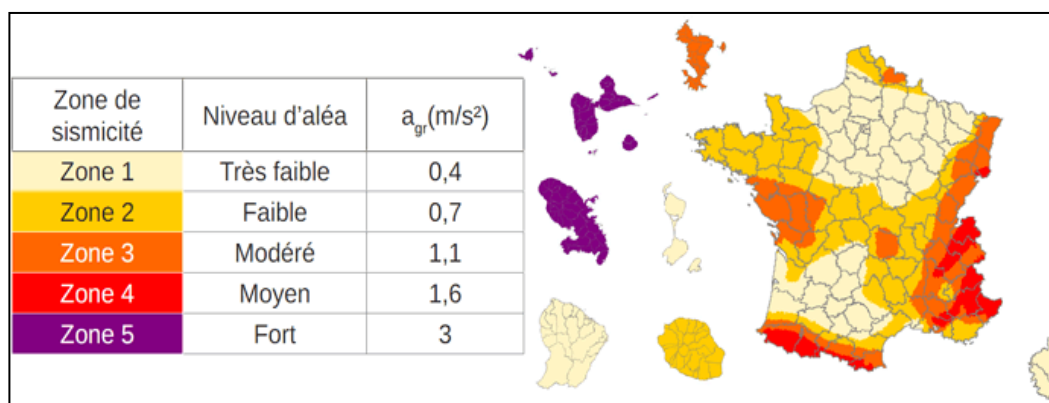 Zone de sismicité Niveau d'aléa a_gr(m/s²)
Zone 1 Très faible 0,4
Zone 2 Faible 0,7
Zone 3 Modéré 1,1
Zone 4 Moyen 1,6
Zone 5 Fort 3